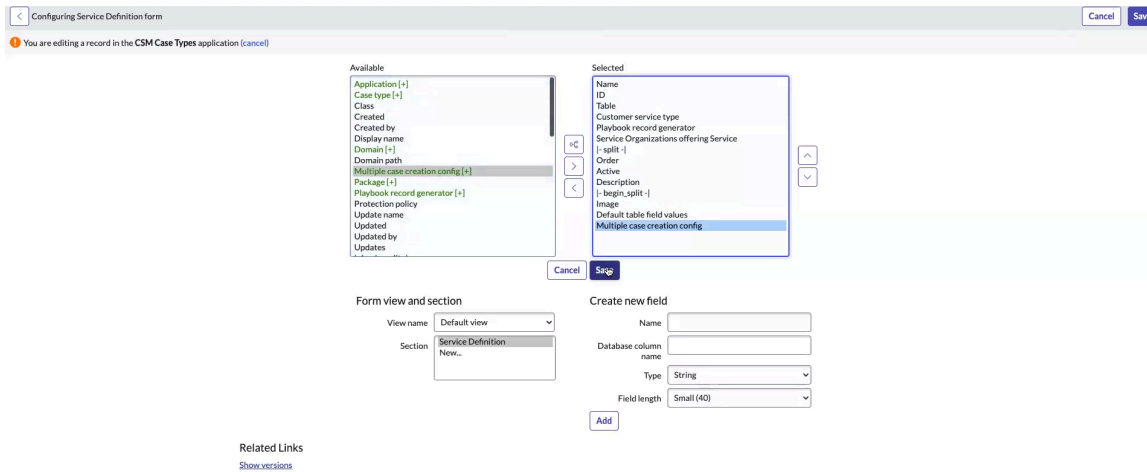 Configuring Service Definition form
Cancel
You are editing a record in the CSM Case Types application (cancel)
Available
Application [+]
Case type [+]
Class
Created
Created by
Display name
Domain [+]
Domain path
Multiple case creation config [+]
Package [+]
Playbook record generator [+]
Protection policy
Update name
Updated
Updated by
Updates
Selected
Name
ID
Table
Customer service type
Playbook record generator
Service Organizations offering Service
|- split -|
Order
Active
Description
|- begin_split -|
Image
Default table field values
Multiple case creation config
Cancel
Save
Form view and section
View name
Default view
Section
Service Definition
New...
Create new field
Name
Database column
name
Type
String
Field length
Small (40)
Add
Related Links
Show versions